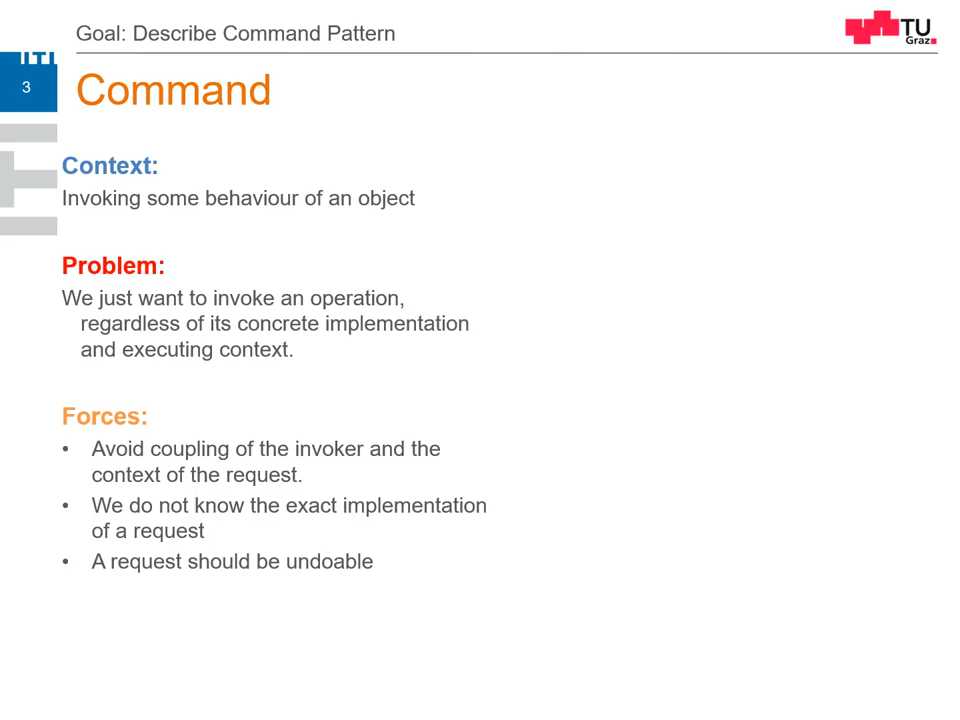 Goal: Describe Command Pattern
TU
Graz
3
Command
Context:
Invoking some behaviour of an object
Problem:
We just want to invoke an operation,
regardless of its concrete implementation
and executing context.
Forces:
• Avoid coupling of the invoker and the
context of the request.
• We do not know the exact implementation
of a request
• A request should be undoable